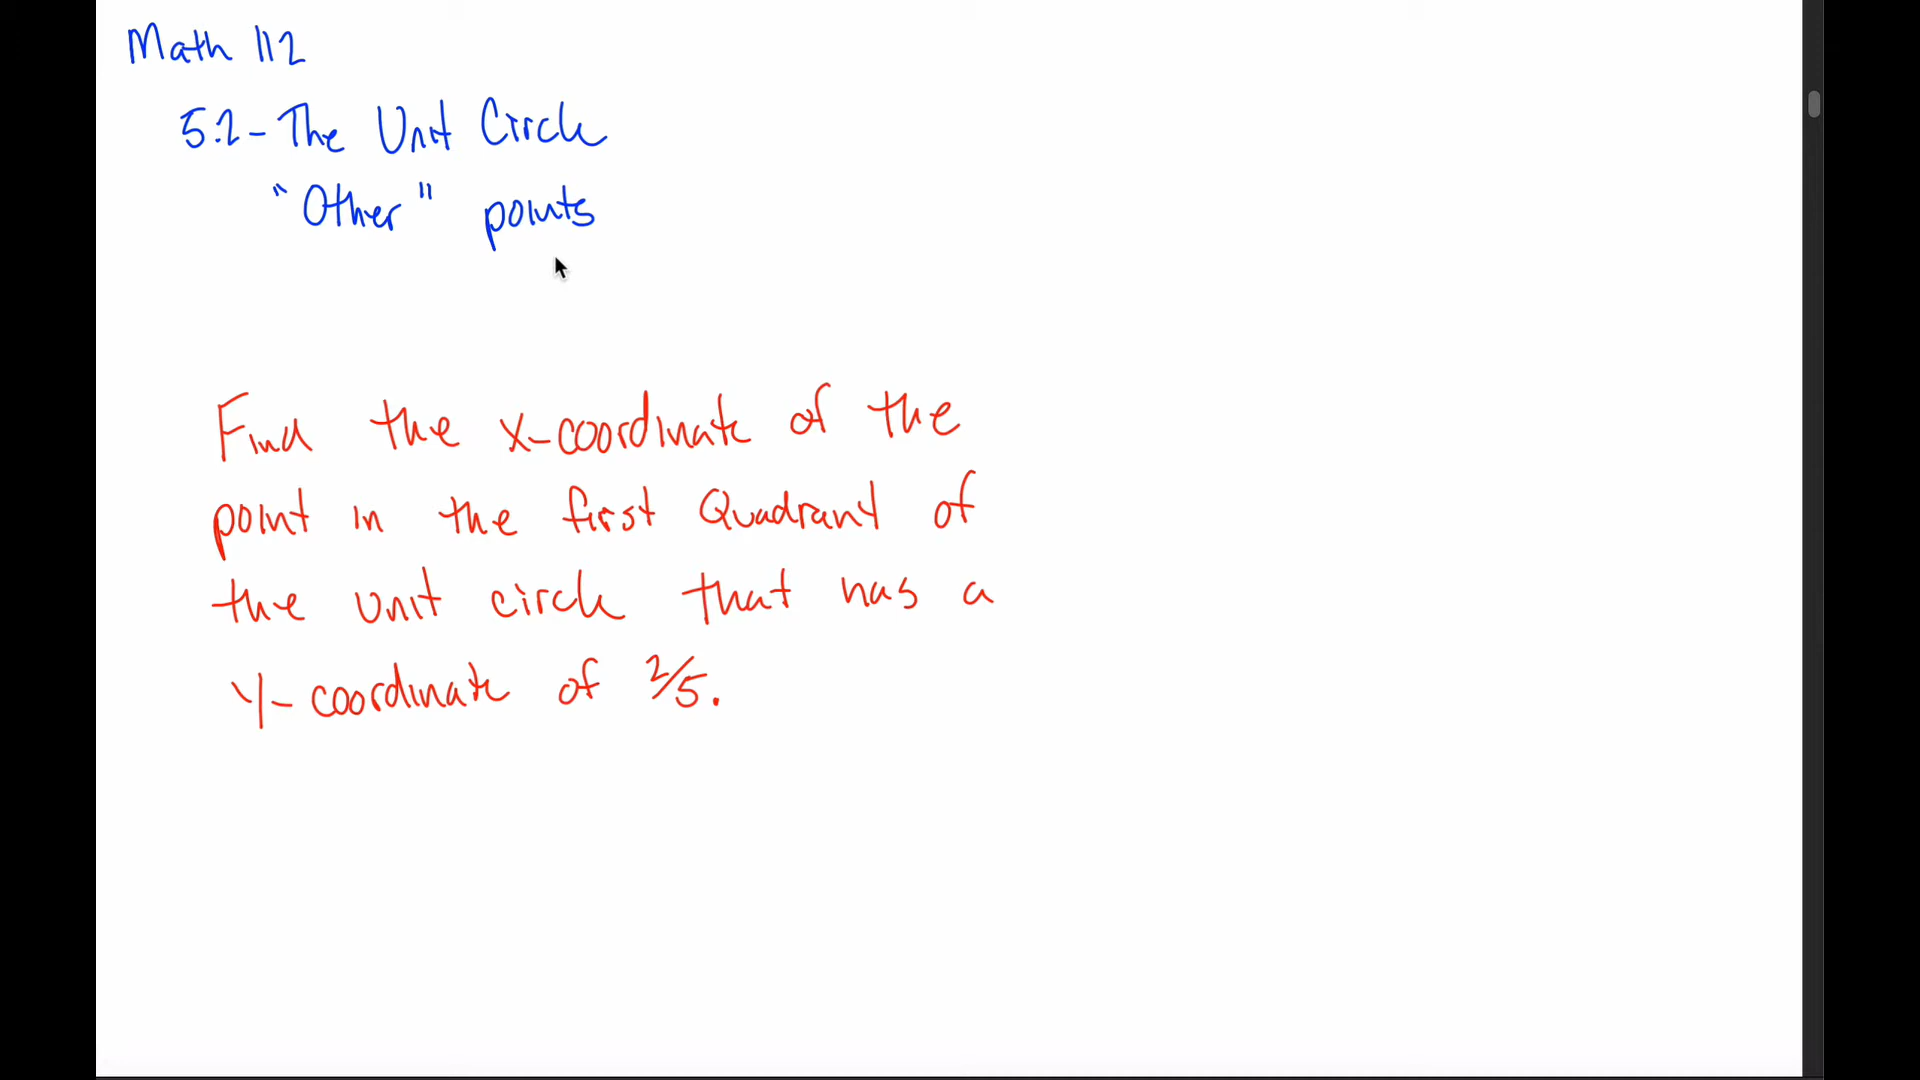 Math 112
5.2 - The Unit Circle
"Other" points
Find the x-coordinate of the
point in the first Quadrant of
the unit circle that has a
y-coordinate of 2/5.